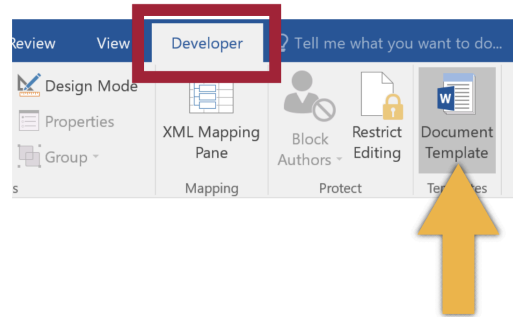 Review View Developer Tell me what you want to do...
Design Mode
Properties
Group
XML Mapping
Pane
Block
Authors
Restrict
Editing
Document
Template
s Mapping Protect